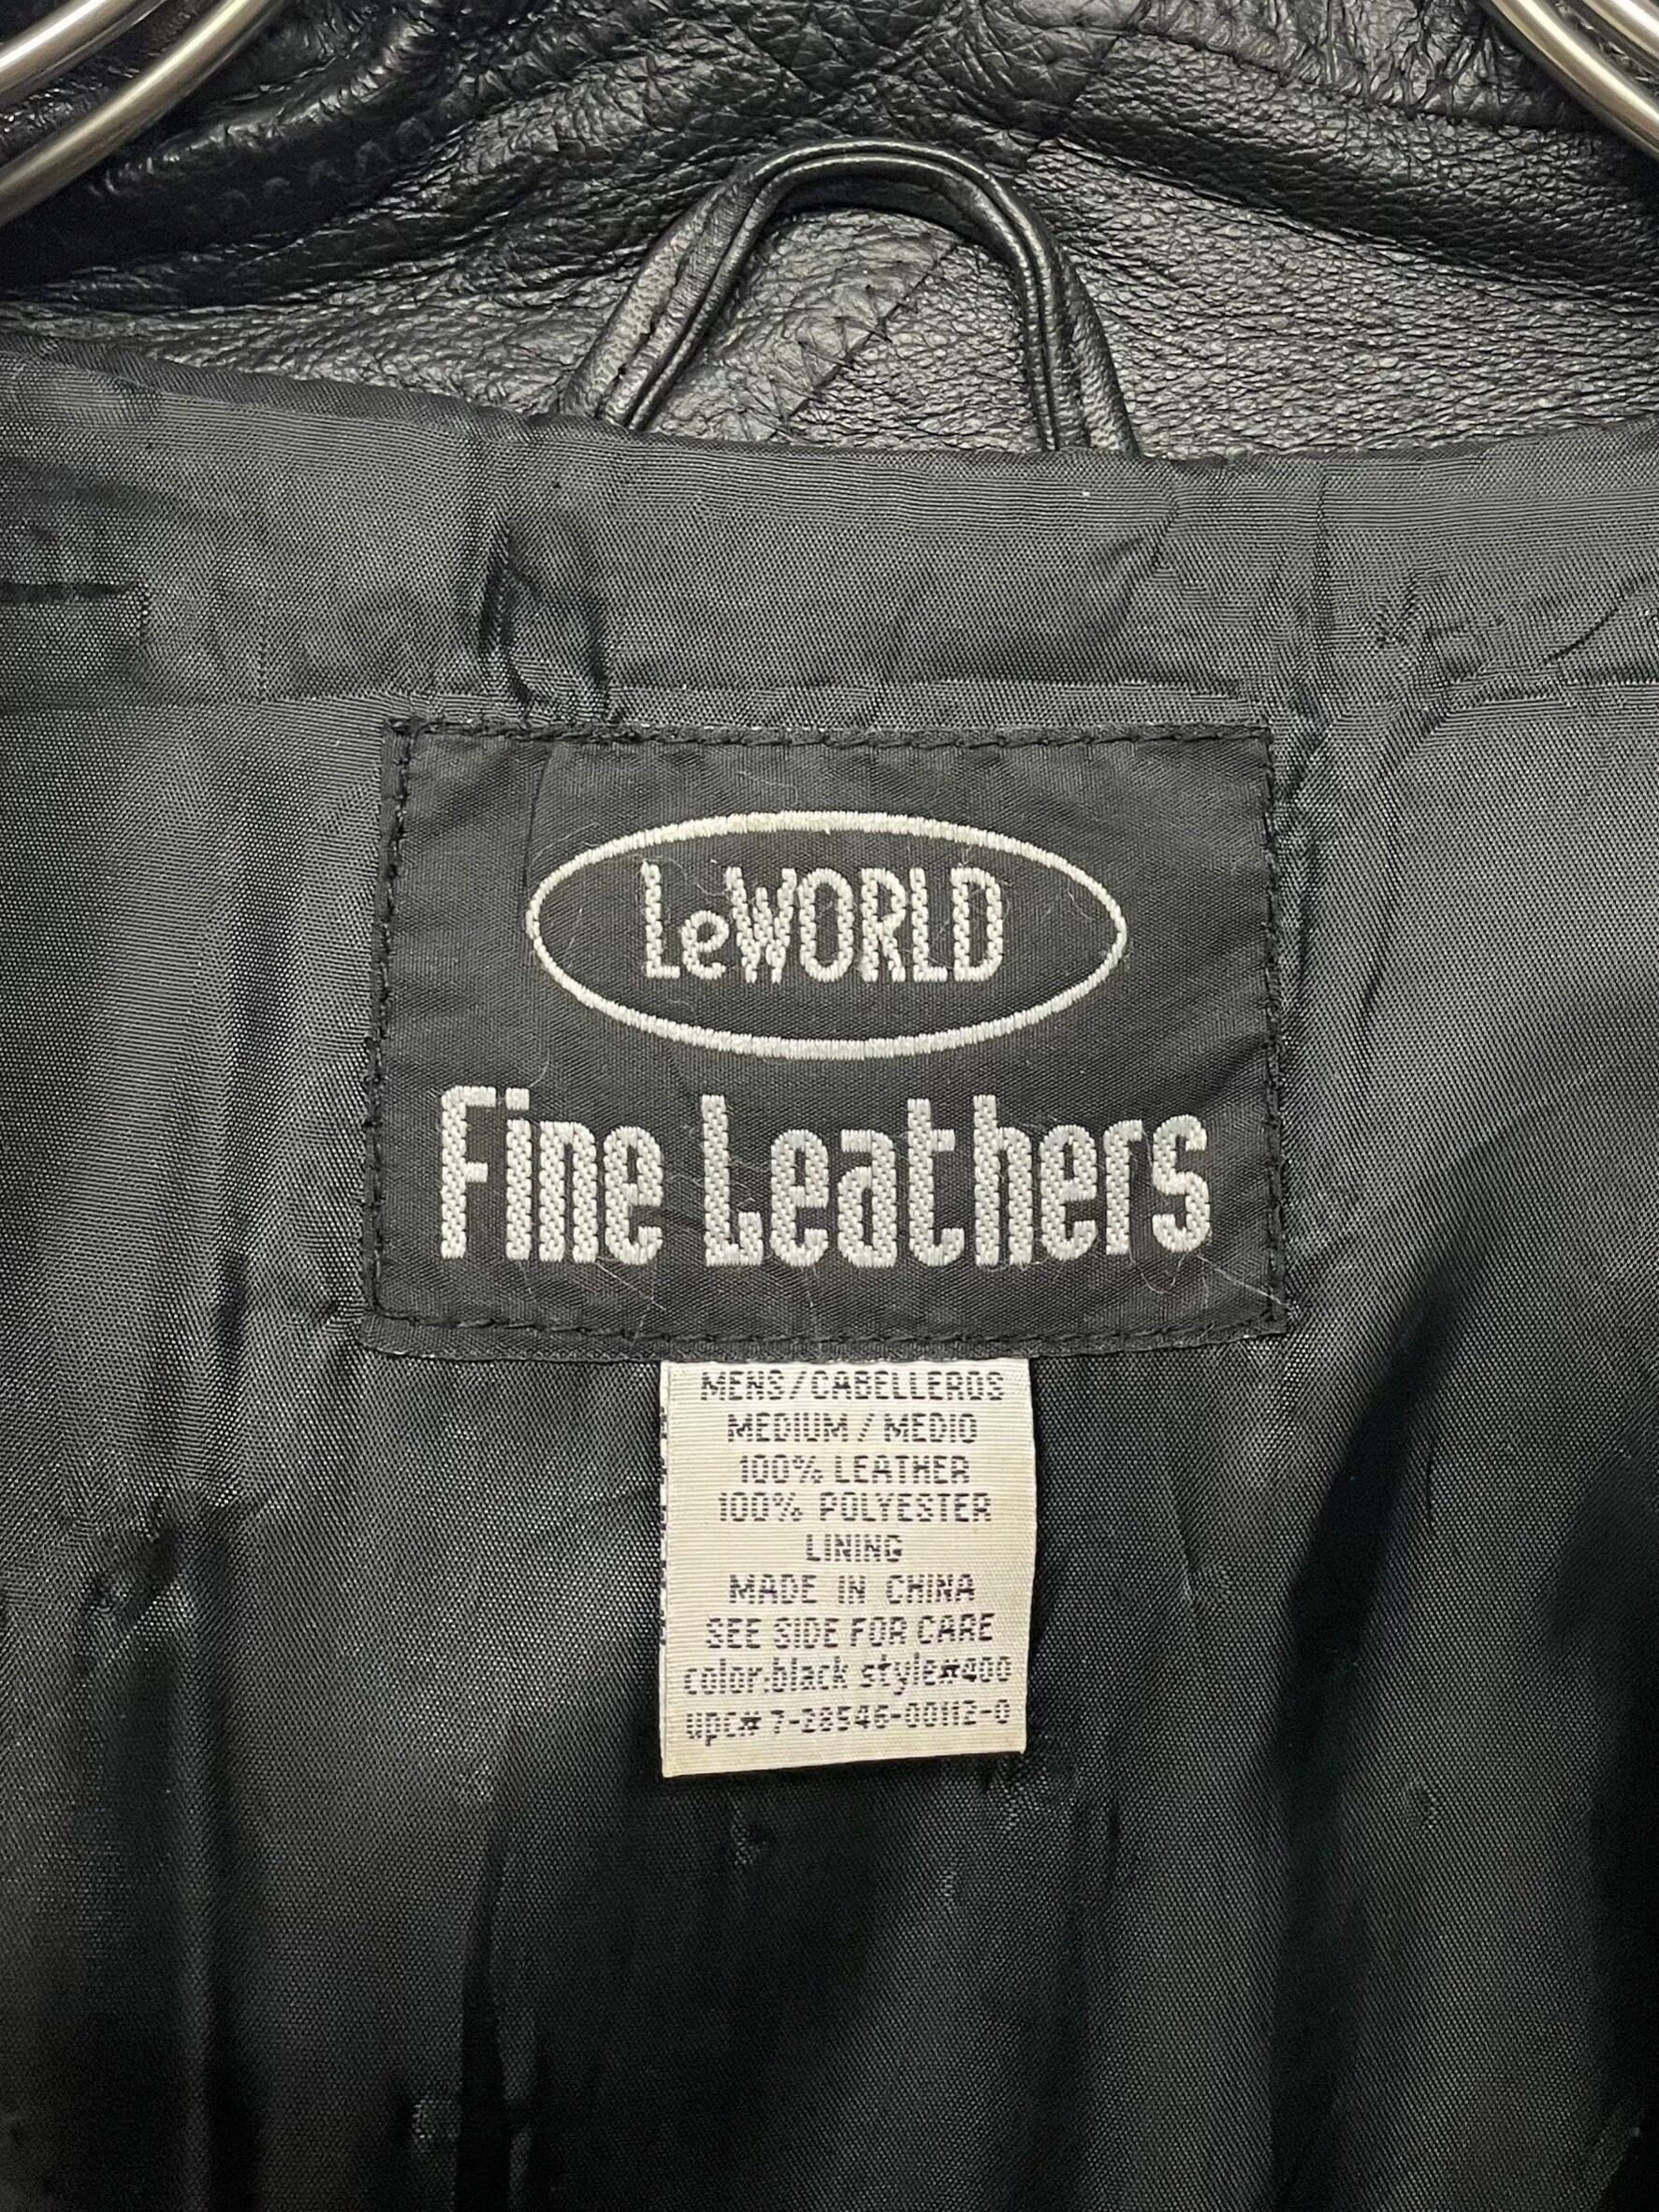 LeWORLD
Fine Leathers
MENS/CABELLEROS
MEDIUM / MEDIO
100% LEATHER
100% POLYESTER
LINING
MADE IN CHINA
SEE SIDE FOR CARE
color:black style#400
upc# 7-28546-00112-0